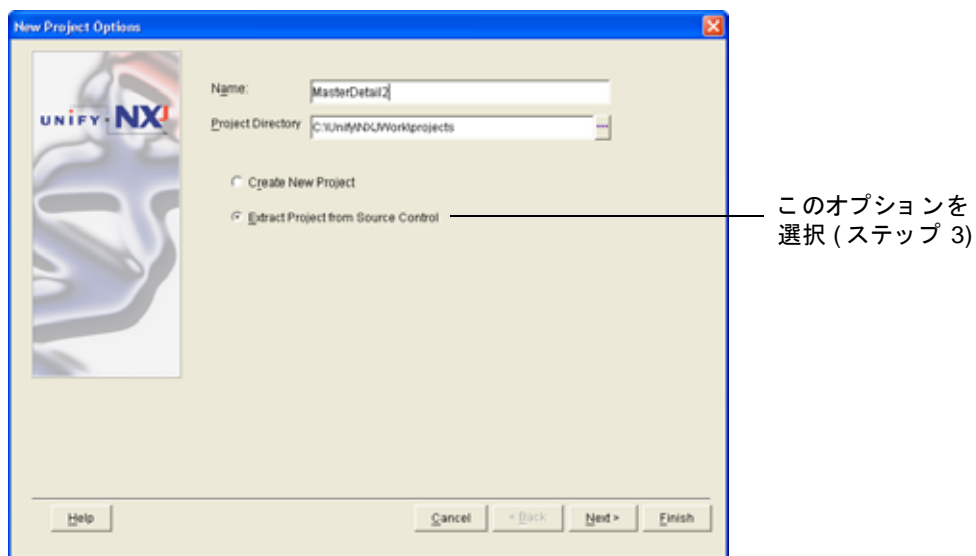 New Project Options
UNIFY·NXJ
Name: MasterDetail2
Project Directory C:\Unify\NXJ\Work\projects
Create New Project
Extract Project from Source Control
このオプションを
選択 ( ステップ 3)
Help Cancel < Back Next > Finish